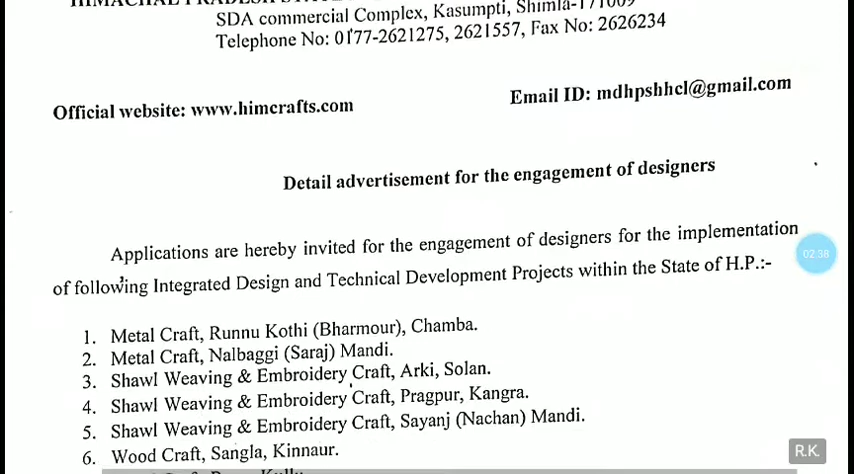 SDA commercial Complex, Kasumpti, Shimla-171009
Telephone No: 0177-2621275, 2621557, Fax No: 2626234
Official website: www.himcrafts.com
Email ID: mdhpshhcl@gmail.com
Detail advertisement for the engagement of designers
Applications are hereby invited for the engagement of designers for the implementation
of following Integrated Design and Technical Development Projects within the State of H.P.:-
02:38
1. Metal Craft, Runnu Kothi (Bharmour), Chamba.
2. Metal Craft, Nalbaggi (Saraj) Mandi.
3. Shawl Weaving & Embroidery Craft, Arki, Solan.
4. Shawl Weaving & Embroidery Craft, Pragpur, Kangra.
5. Shawl Weaving & Embroidery Craft, Sayanj (Nachan) Mandi.
6. Wood Craft, Sangla, Kinnaur.
R.K.